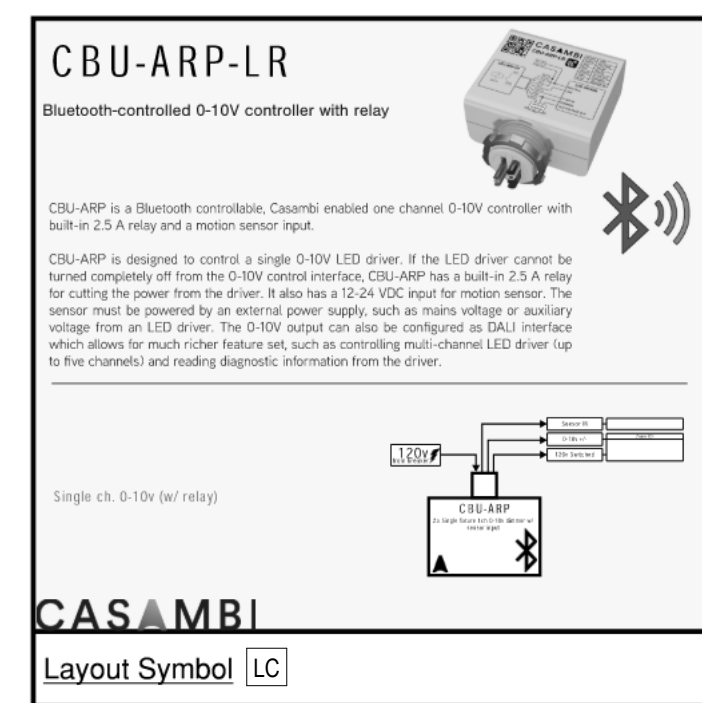 CBU-ARP-LR
Bluetooth-controlled 0-10V controller with relay
CASAMBI
CBU-ARP-LR
CBU-ARP is a Bluetooth controllable, Casambi enabled one channel 0-10V controller with
built-in 2.5 A relay and a motion sensor input.
CBU-ARP is designed to control a single 0-10V LED driver. If the LED driver cannot be
turned completely off from the 0-10V control interface, CBU-ARP has a built-in 2.5 A relay
for cutting the power from the driver. It also has a 12-24 VDC input for motion sensor. The
sensor must be powered by an external power supply, such as mains voltage or auxiliary
voltage from an LED driver. The 0-10V output can also be configured as DALI interface
which allows for much richer feature set, such as controlling multi-channel LED driver (up
to five channels) and reading diagnostic information from the driver.
Sensor IN
0-10v +/-
120v Switched
120v
Single ch. 0-10v (w/ relay)
CBU-ARP
sensor input
A
CASAMBI
Layout Symbol LC